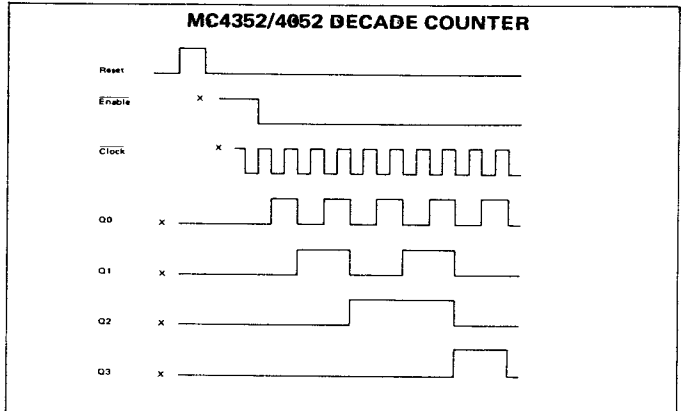 MC4352/4052 DECADE COUNTER
Reset
Enable
x
Clock
x
Q0
x
Q1
x
Q2
x
Q3
x